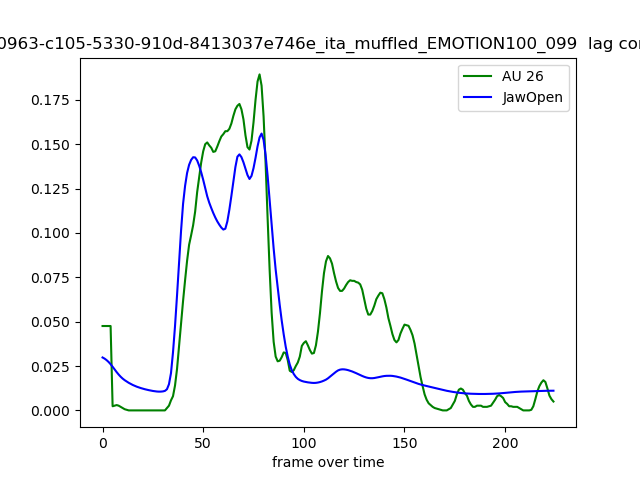 0963-c105-5330-910d-8413037e746e_ita_muffled_EMOTION100_099 lag
AU 26
JawOpen
0.175
0.150
0.125
0.100
0.075
0.050
0.025
0.000
0 50 100 150 200
frame over time